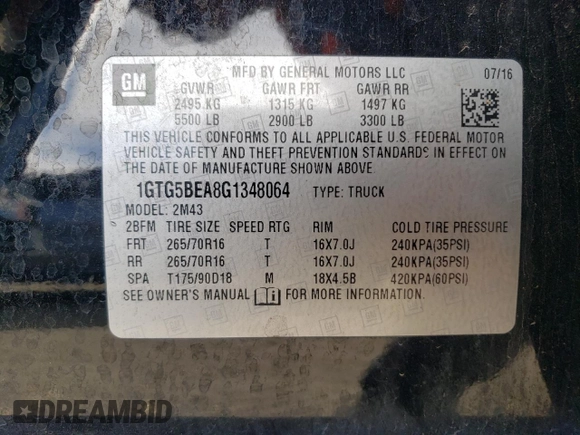 GM
MFD BY GENERAL MOTORS LLC 07/16
GVWR GAWR FRT GAWR RR
2495 KG 1315 KG 1497 KG
5500 LB 2900 LB 3300 LB
THIS VEHICLE CONFORMS TO ALL APPLICABLE U.S. FEDERAL MOTOR
VEHICLE SAFETY AND THEFT PREVENTION STANDARDS IN EFFECT ON
THE DATE OF MANUFACTURE SHOWN ABOVE.
1GTG5BEA8G1348064 TYPE: TRUCK
MODEL: 2M43
2BFM TIRE SIZE SPEED RTG RIM COLD TIRE PRESSURE
FRT 265/70R16 T 16X7.0J 240KPA(35PSI)
RR 265/70R16 T 16X7.0J 240KPA(35PSI)
SPA T175/90D18 M 18X4.5B 420KPA(60PSI)
SEE OWNER'S MANUAL FOR MORE INFORMATION.
DREAMBID